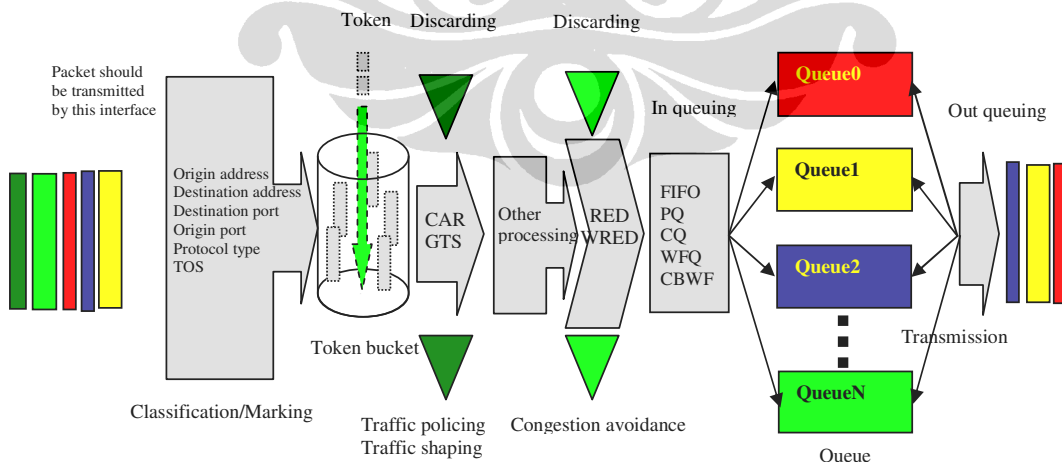 Token
Discarding
Discarding
Packet should
be transmitted
by this interface
In queuing
Out queuing
Origin address
Destination address
Destination port
Origin port
Protocol type
TOS
CAR
GTS
Other
processing
RED
WRED
FIFO
PQ
CQ
WFQ
CBWF
Queue0
Queue1
Queue2
QueueN
Transmission
Token bucket
Classification/Marking
Traffic policing
Traffic shaping
Congestion avoidance
Queue